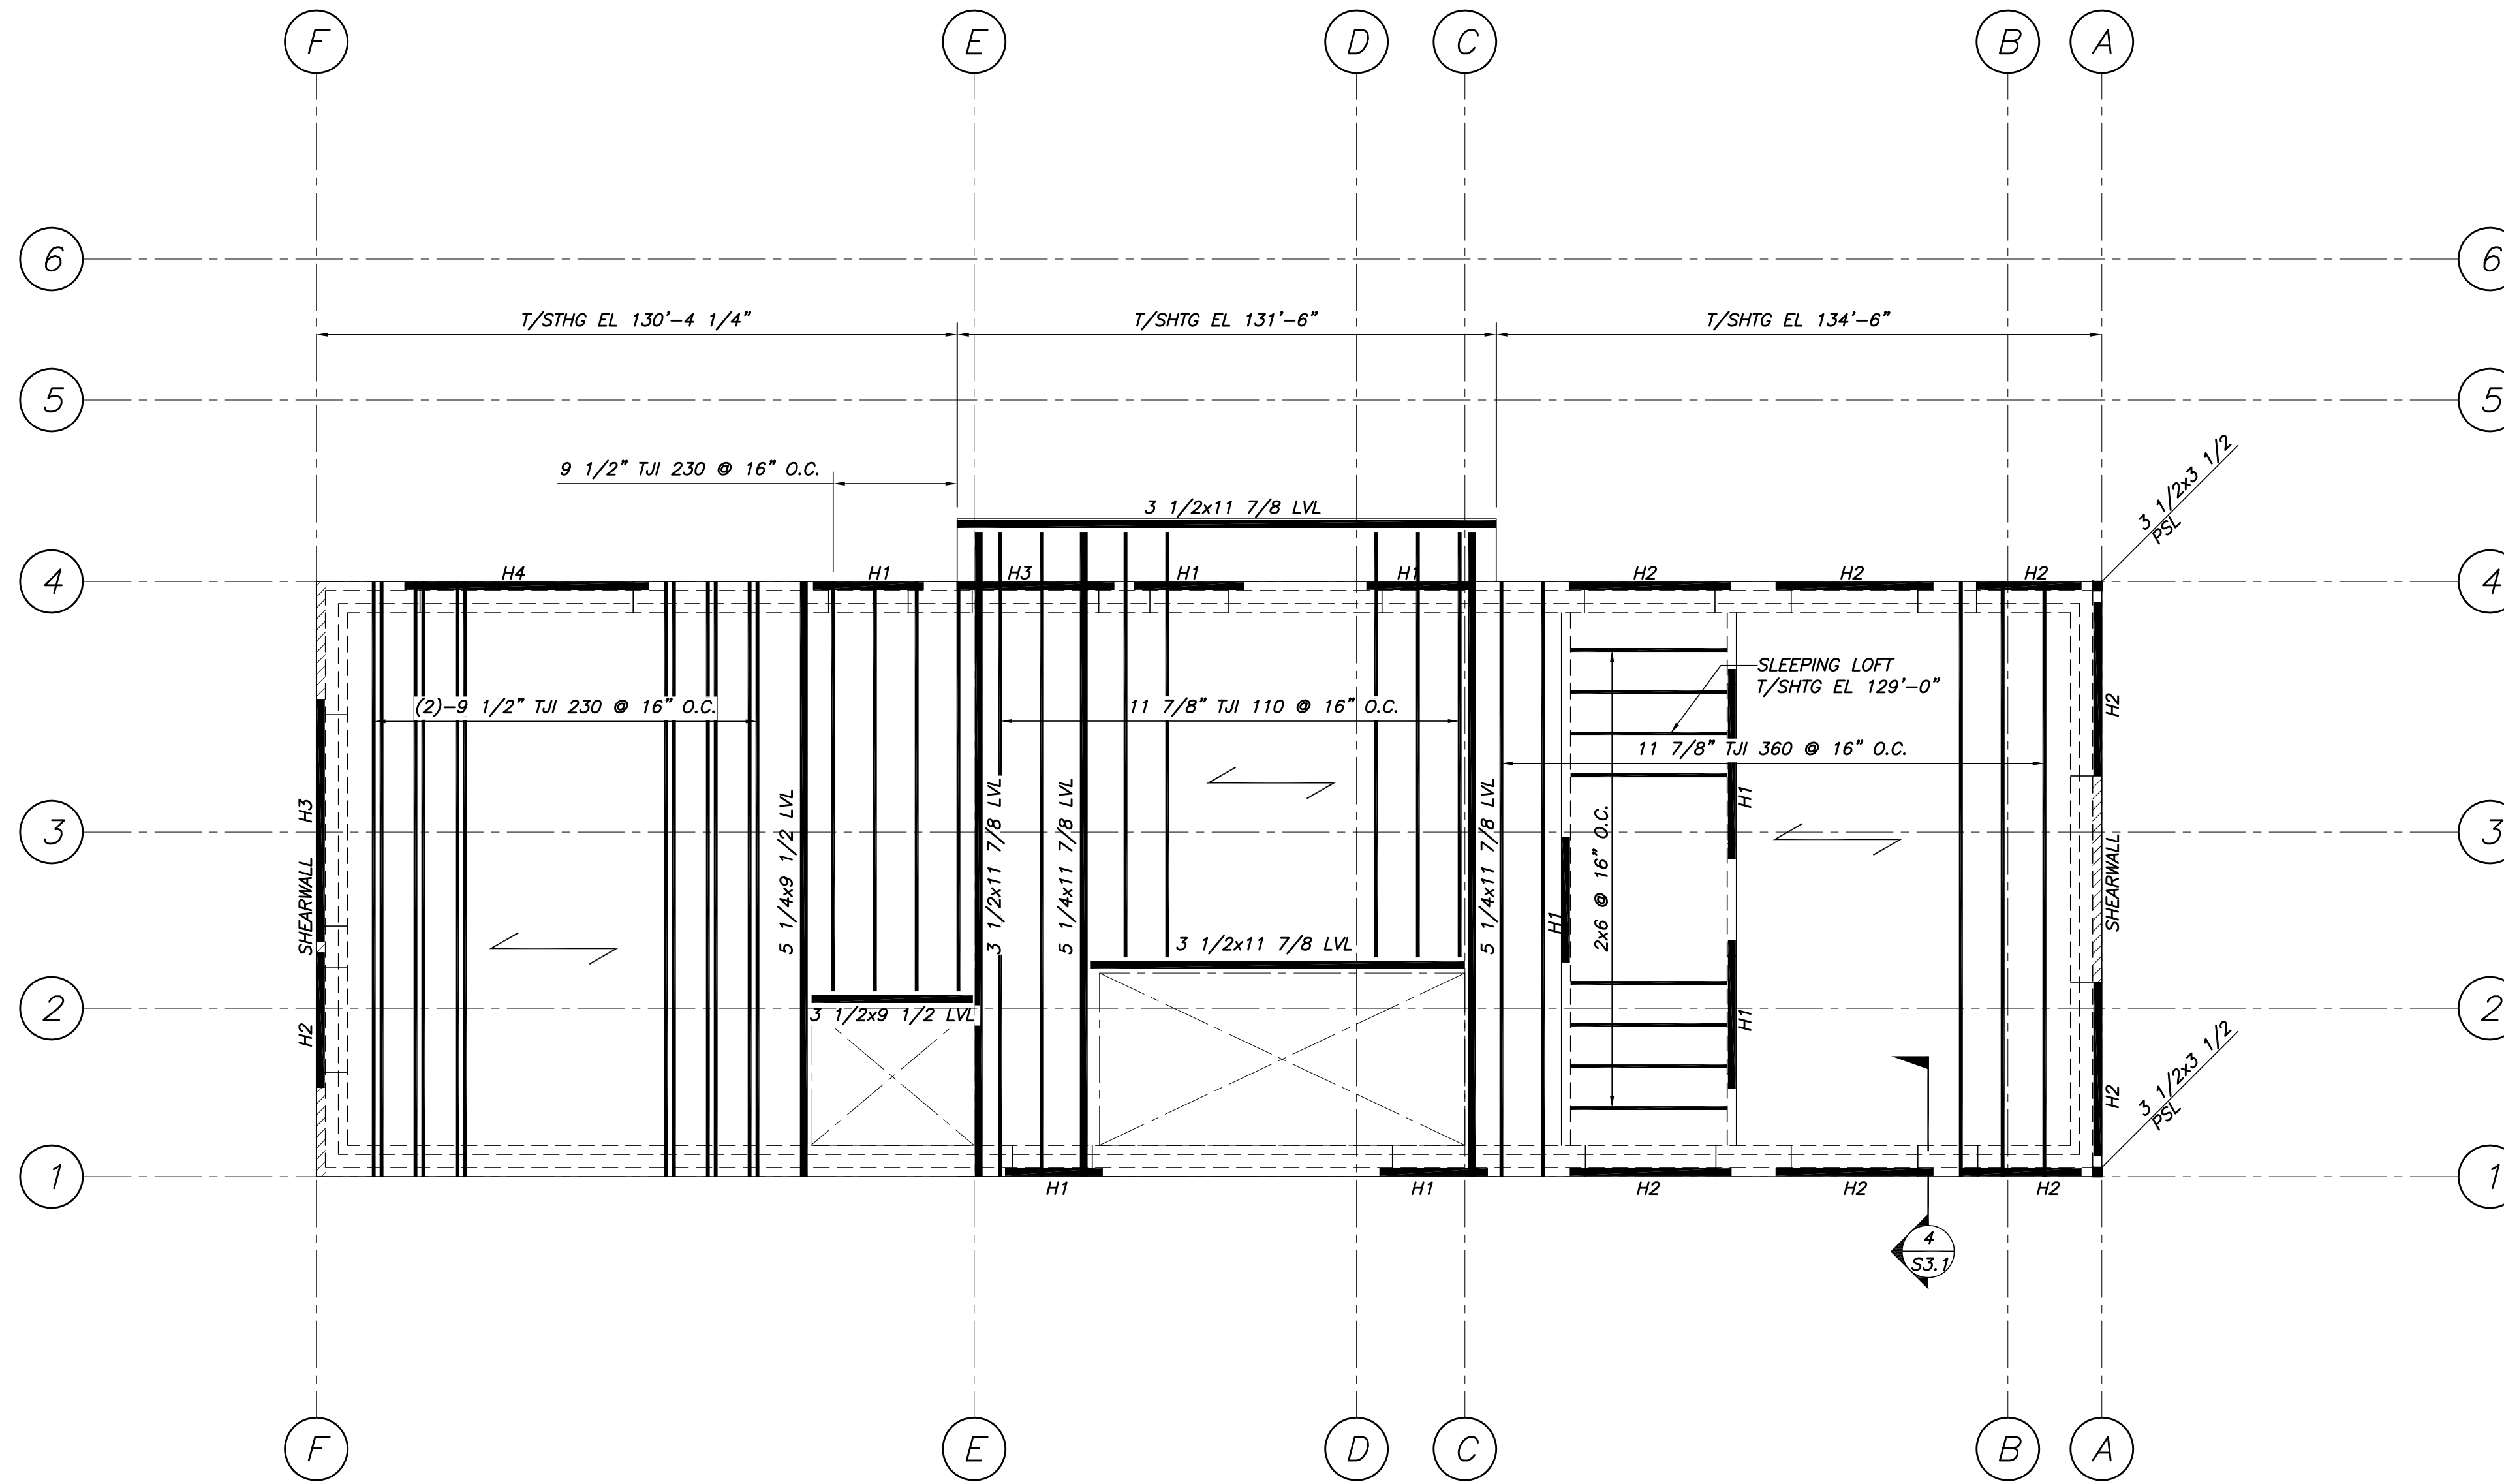 F E D C B A
6 6
T/STHG EL 130'-4 1/4" T/SHTG EL 131'-6" T/SHTG EL 134'-6"
5 5
9 1/2" TJI 230 @ 16" O.C.
3 1/2x11 7/8 LVL
3 1/2x3 1/2
PSL
4 H4 H1 H3 H1 H1 H2 H2 H2 4
SLEEPING LOFT
T/SHTG EL 129'-0"
H2
(2)-9 1/2" TJI 230 @ 16" O.C. 11 7/8" TJI 110 @ 16" O.C.
11 7/8" TJI 360 @ 16" O.C.
H3
SHEARWALL
5 1/4x9 1/2 LVL
3 1/2x11 7/8 LVL
5 1/4x11 7/8 LVL
5 1/4x11 7/8 LVL
H1
2x6 @ 16" O.C.
H1
SHEARWALL
3 3
3 1/2x11 7/8 LVL
2 2
3 1/2x9 1/2 LVL
H2
H1
H2
3 1/2x3 1/2
PSL
1 1
H1 H1 H2 H2 H2
4
S3.1
F E D C B A